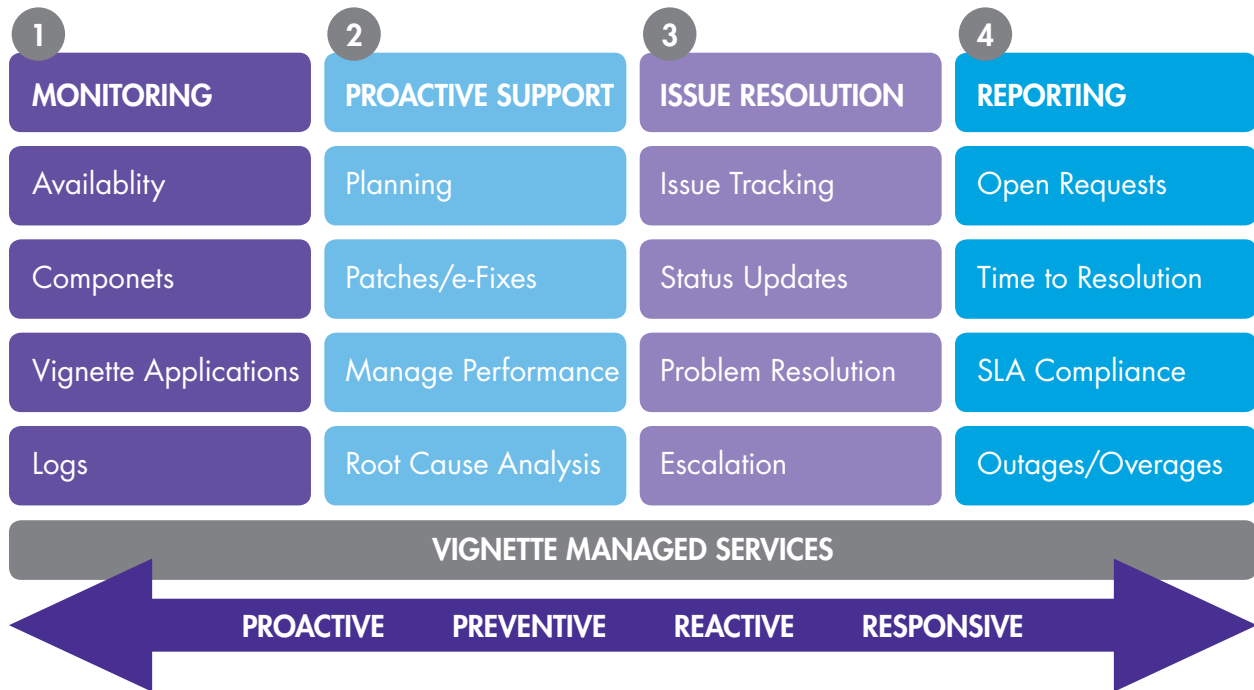 1
MONITORING
Availablity
Componets
Vignette Applications
Logs
2
PROACTIVE SUPPORT
Planning
Patches/e-Fixes
Manage Performance
Root Cause Analysis
3
ISSUE RESOLUTION
Issue Tracking
Status Updates
Problem Resolution
Escalation
4
REPORTING
Open Requests
Time to Resolution
SLA Compliance
Outages/Overages
VIGNETTE MANAGED SERVICES
PROACTIVE PREVENTIVE REACTIVE RESPONSIVE